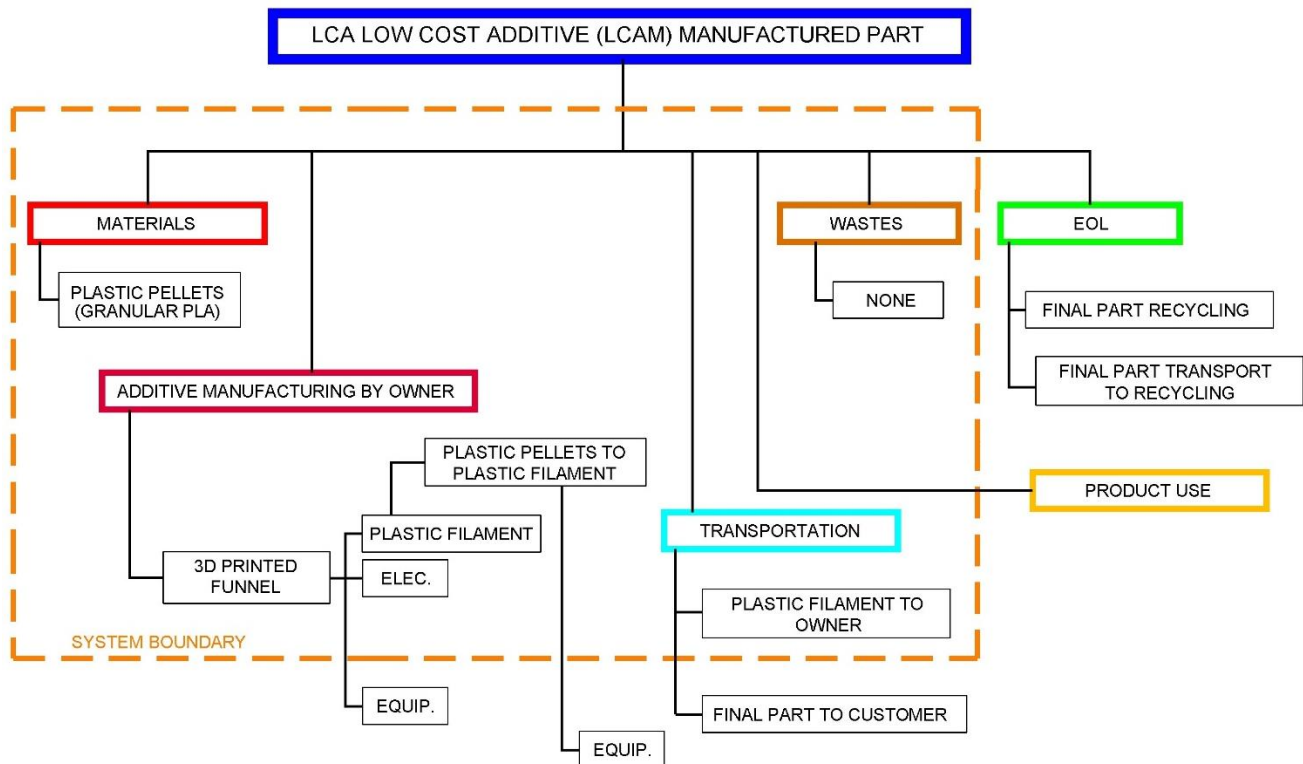 LCA LOW COST ADDITIVE (LCAM) MANUFACTURED PART
MATERIALS
WASTES
EOL
PLASTIC PELLETS
(GRANULAR PLA)
NONE
FINAL PART RECYCLING
FINAL PART TRANSPORT
TO RECYCLING
ADDITIVE MANUFACTURING BY OWNER
PLASTIC PELLETS TO
PLASTIC FILAMENT
PRODUCT USE
PLASTIC FILAMENT
TRANSPORTATION
3D PRINTED
FUNNEL
ELEC.
PLASTIC FILAMENT TO
OWNER
SYSTEM BOUNDARY
EQUIP.
FINAL PART TO CUSTOMER
EQUIP.